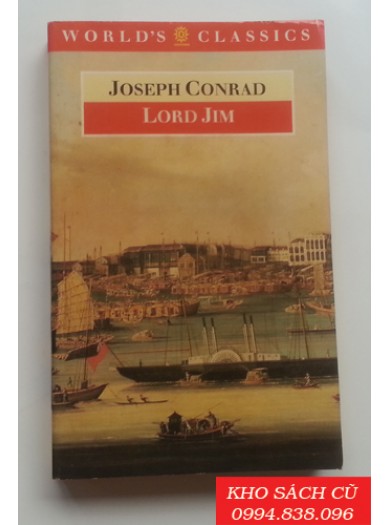 WORLD'S CLASSICS
JOSEPH CONRAD
LORD JIM
KHO SÁCH CŨ
0994.838.096